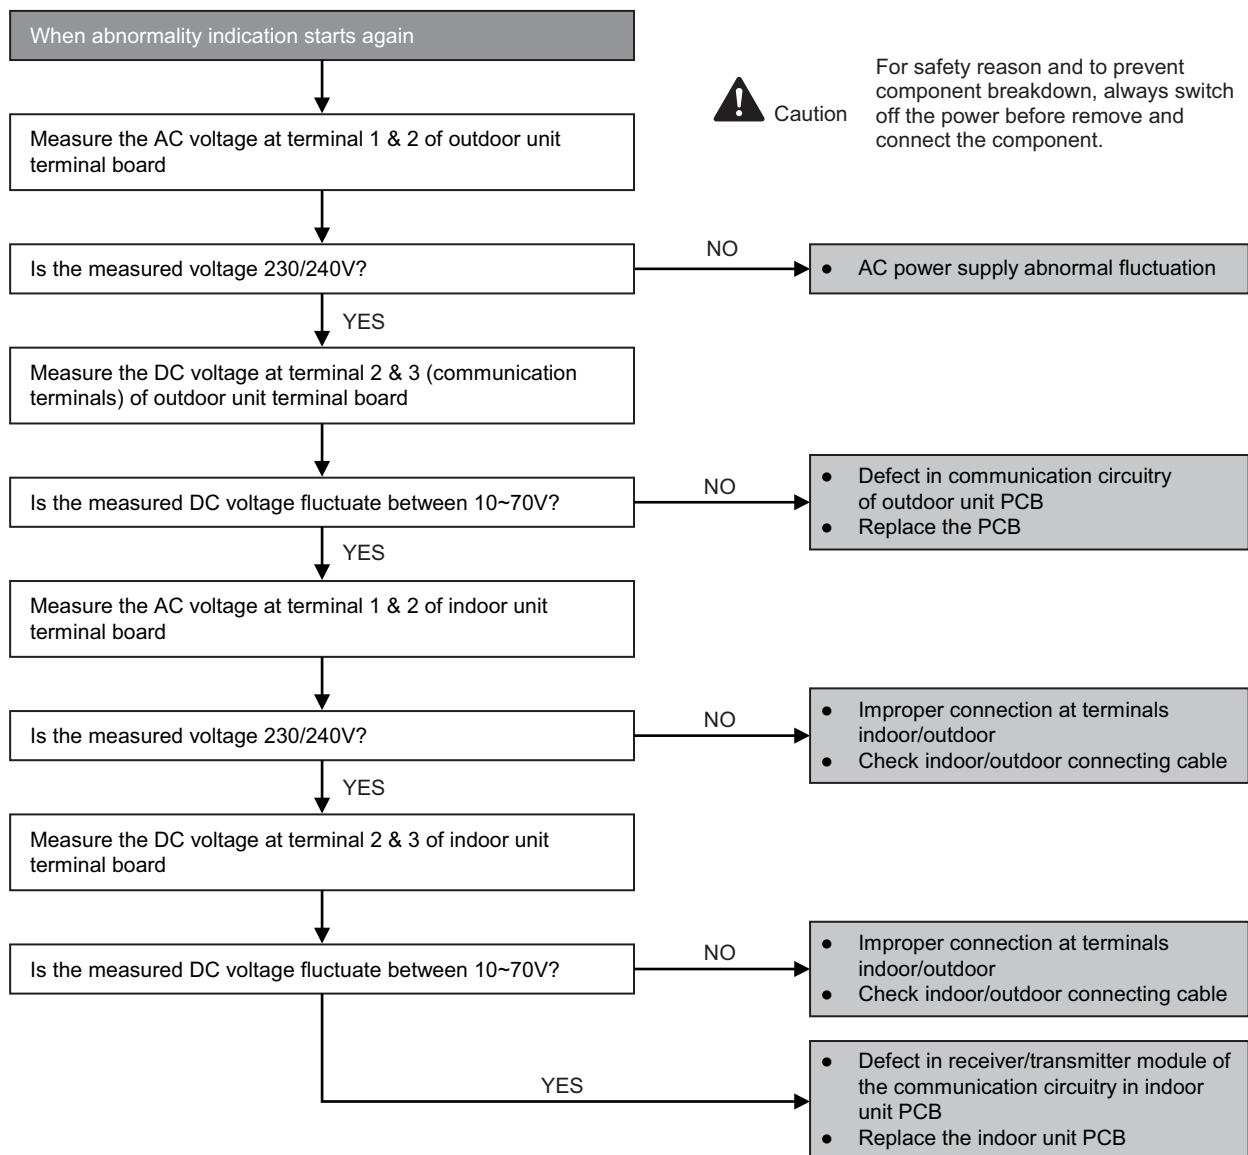 When abnormality indication starts again
Caution
For safety reason and to prevent
component breakdown, always switch
off the power before remove and
connect the component.
Measure the AC voltage at terminal 1 & 2 of outdoor unit
terminal board
Is the measured voltage 230/240V?
NO
● AC power supply abnormal fluctuation
YES
Measure the DC voltage at terminal 2 & 3 (communication
terminals) of outdoor unit terminal board
Is the measured DC voltage fluctuate between 10~70V?
NO
● Defect in communication circuitry
of outdoor unit PCB
● Replace the PCB
YES
Measure the AC voltage at terminal 1 & 2 of indoor unit
terminal board
Is the measured voltage 230/240V?
NO
● Improper connection at terminals
indoor/outdoor
● Check indoor/outdoor connecting cable
YES
Measure the DC voltage at terminal 2 & 3 of indoor unit
terminal board
Is the measured DC voltage fluctuate between 10~70V?
NO
● Improper connection at terminals
indoor/outdoor
● Check indoor/outdoor connecting cable
YES
● Defect in receiver/transmitter module of
the communication circuitry in indoor
unit PCB
● Replace the indoor unit PCB